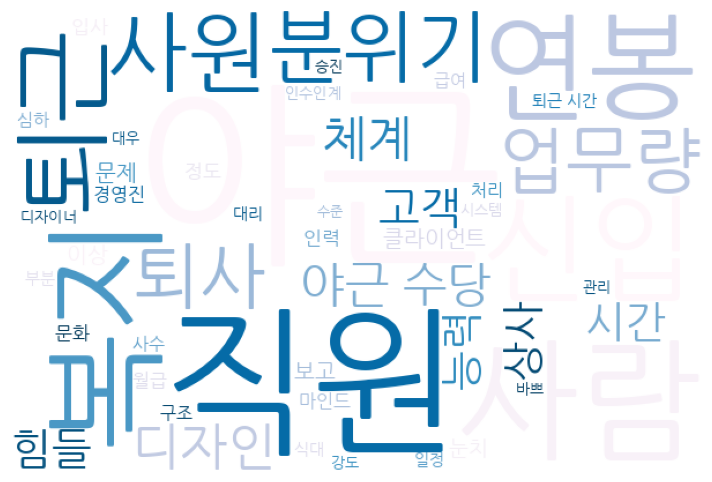 입사
사원
분위기
연봉
승진
급여
인수인계
퇴근 시간
퇴근
심하
대우
야근
체계
업무량
문제
정도
경영진
디자이너
대리
고객
처리
시스템
수준
신입
인력
클라이언트
이상
퇴사
부분
야근 수당
관리
복지
문화
사수
직원
능력
상사
시간
사람
월급
보고
마인드
바쁘
구조
힘들
디자인
식대
강도
일정
눈치